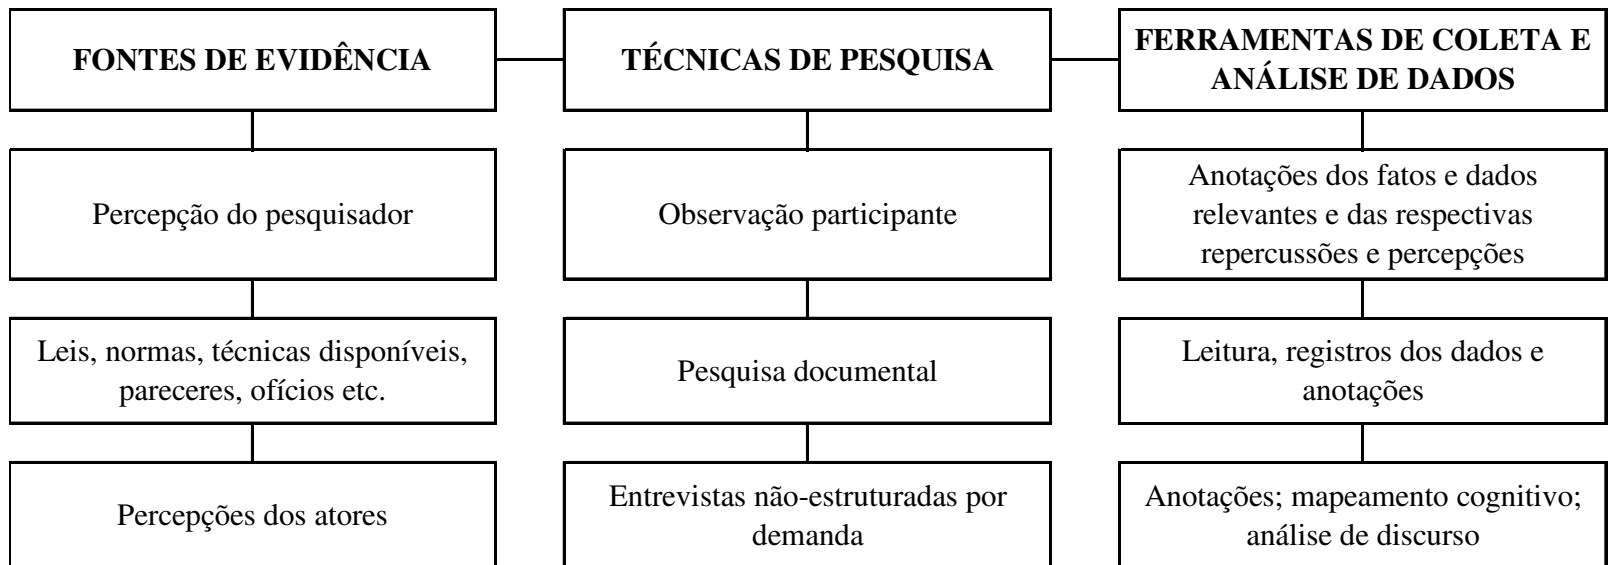 FONTES DE EVIDÊNCIA
TÉCNICAS DE PESQUISA
FERRAMENTAS DE COLETA E
ANÁLISE DE DADOS
Percepção do pesquisador
Observação participante
Anotações dos fatos e dados
relevantes e das respectivas
repercussões e percepções
Leis, normas, técnicas disponíveis,
pareceres, ofícios etc.
Pesquisa documental
Leitura, registros dos dados e
anotações
Percepções dos atores
Entrevistas não-estruturadas por
demanda
Anotações; mapeamento cognitivo;
análise de discurso